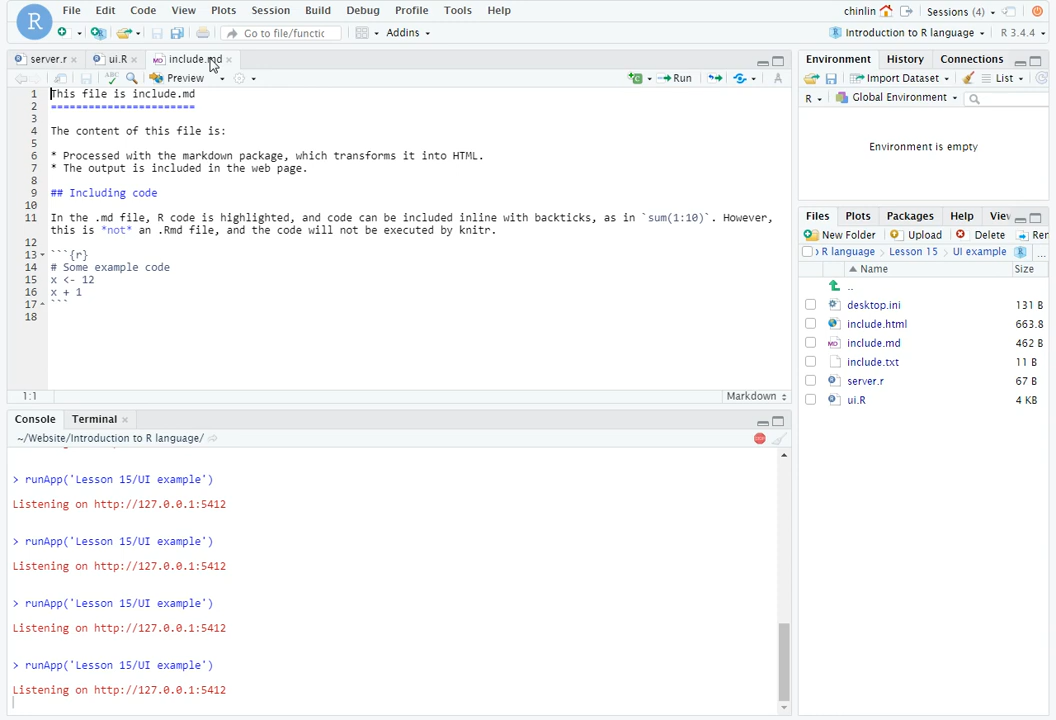 File Edit Code View Plots Session Build Debug Profile Tools Help
chinlin Sessions (4)
R Go to file/functic Addins
Introduction to R language R 3.4.4
server.r × ui.R × include.md ×
Preview Run
1 This file is include.md
2 =======================
3
4 The content of this file is:
5
6 * Processed with the markdown package, which transforms it into HTML.
7 * The output is included in the web page.
8
9 ## Including code
10
11 In the .md file, R code is highlighted, and code can be included inline with backticks, as in `sum(1:10)`. However,
this is *not* an .Rmd file, and the code will not be executed by knitr.
12
13 ```{r}
14 # Some example code
15 x <- 12
16 x + 1
17 ```
18
1:1 Markdown
Console Terminal ×
~/Website/Introduction to R language/
> runApp('Lesson 15/UI example')
Listening on http://127.0.0.1:5412
> runApp('Lesson 15/UI example')
Listening on http://127.0.0.1:5412
> runApp('Lesson 15/UI example')
Listening on http://127.0.0.1:5412
> runApp('Lesson 15/UI example')
Listening on http://127.0.0.1:5412
Environment History Connections
Import Dataset List
R Global Environment
Environment is empty
Files Plots Packages Help Vie
New Folder Upload Delete Ren
R language Lesson 15 UI example ...
Name Size
..
desktop.ini 131 B
include.html 663.8
include.md 462 B
include.txt 11 B
server.r 67 B
ui.R 4 KB